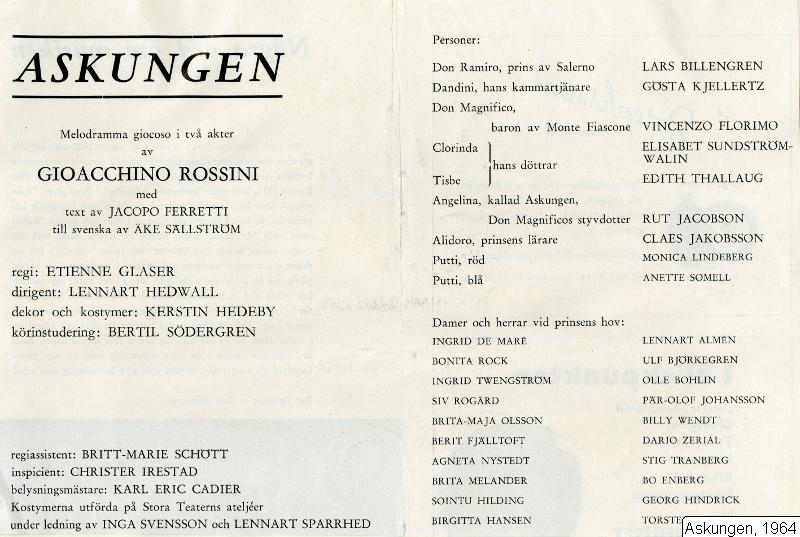 ASKUNGEN
Melodramma giocoso i två akter
av
GIOACCHINO ROSSINI
med
text av JACOPO FERRETTI
till svenska av ÅKE SÄLLSTRÖM
regi: ETIENNE GLASER
dirigent: LENNART HEDWALL
dekor och kostymer: KERSTIN HEDEBY
körinstudering: BERTIL SÖDERGREN
regiassistent: BRITT-MARIE SCHÖTT
inspicient: CHRISTER IRESTAD
belysningsmästare: KARL ERIC CADIER
Kostymerna utförda på Stora Teaterns ateljéer
under ledning av INGA SVENSSON och LENNART SPARRHED
Personer:
Don Ramiro, prins av Salerno LARS BILLENGREN
Dandini, hans kammartjänare GÖSTA KJELLERTZ
Don Magnifico,
baron av Monte Fiascone VINCENZO FLORIMO
Clorinda ELISABET SUNDSTRÖM-
WALIN
hans döttrar
Tisbe EDITH THALLAUG
Angelina, kallad Askungen,
Don Magnificos styvdotter RUT JACOBSON
Alidoro, prinsens lärare CLAES JAKOBSSON
Putti, röd MONICA LINDEBERG
Putti, blå ANETTE SOMELL
Damer och herrar vid prinsens hov:
INGRID DE MARÉ LENNART ALMÉN
BONITA ROCK ULF BJÖRKEGREN
INGRID TWENGSTRÖM OLLE BOHLIN
SIV ROGÅRD PÄR-OLOF JOHANSSON
BRITA-MAJA OLSSON BILLY WENDT
BERIT FJÄLLTOFT DARIO ZERIAL
AGNETA NYSTEDT STIG TRANBERG
BRITA MELANDER BO ENBERG
SOINTU HILDING GEORG HINDRICK
BIRGITTA HANSEN TORSTE
Askungen, 1964